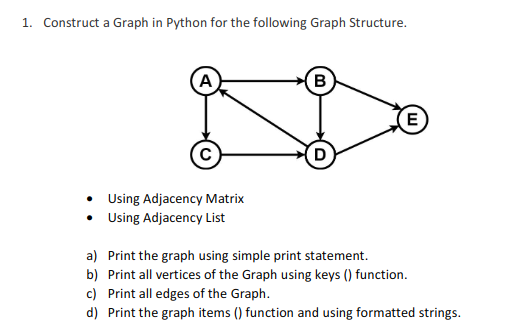 1. Construct a Graph in Python for the following Graph Structure.
A B
E
C D
• Using Adjacency Matrix
• Using Adjacency List
a) Print the graph using simple print statement.
b) Print all vertices of the Graph using keys () function.
c) Print all edges of the Graph.
d) Print the graph items () function and using formatted strings.